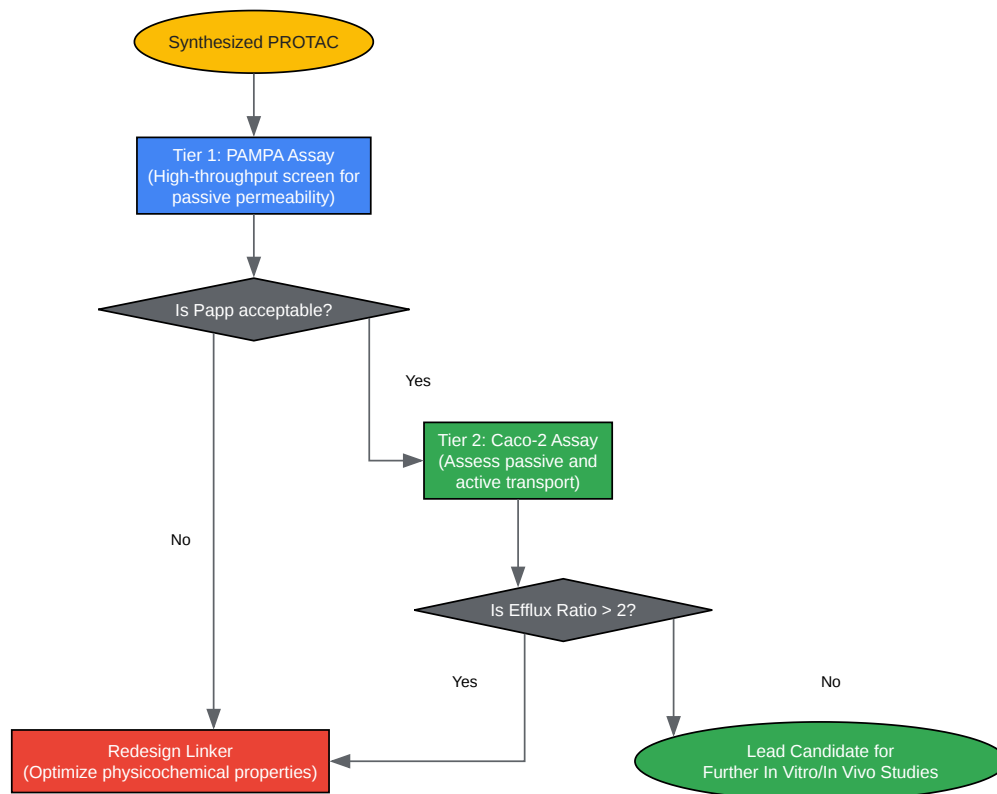 Synthesized PROTAC
Tier 1: PAMPA Assay
(High-throughput screen for
passive permeability)
Is Papp acceptable?
Yes
Tier 2: Caco-2 Assay
(Assess passive and
active transport)
No
Is Efflux Ratio > 2?
Yes
No
Redesign Linker
(Optimize physicochemical properties)
Lead Candidate for
Further In Vitro/In Vivo Studies